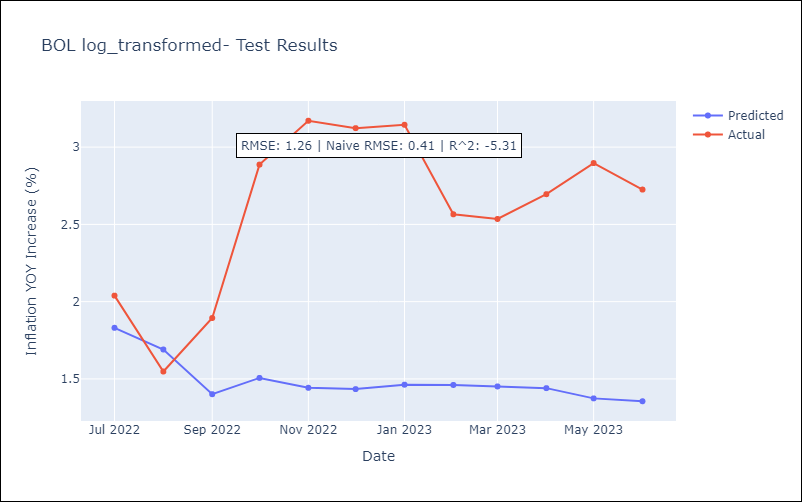 BOL log_transformed- Test Results
Predicted
Actual
RMSE: 1.26 | Naive RMSE: 0.41 | R^2: -5.31
Inflation YOY Increase (%)
3
2.5
2
1.5
Jul 2022
Sep 2022
Nov 2022
Jan 2023
Mar 2023
May 2023
Date